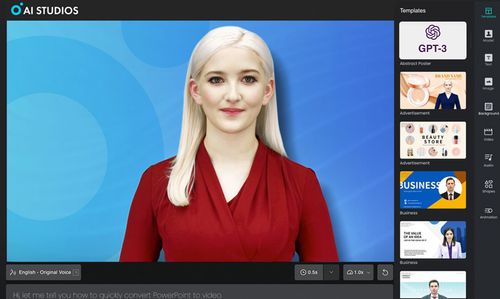 AI STUDIOS
Templates
GPT-3
Abstract Poster
BRAND NAME
Advertisement
BEAUTY
STORE
Advertisement
BUSINESS
Business
THE VALUE
OF AN IDEA
Business
Templates
Model
Text
Image
Background
Video
Audio
Shapes
Animation
English - Original Voice
0.5s
1.0x
Hi, let me tell you how to quickly convert PowerPoint to video